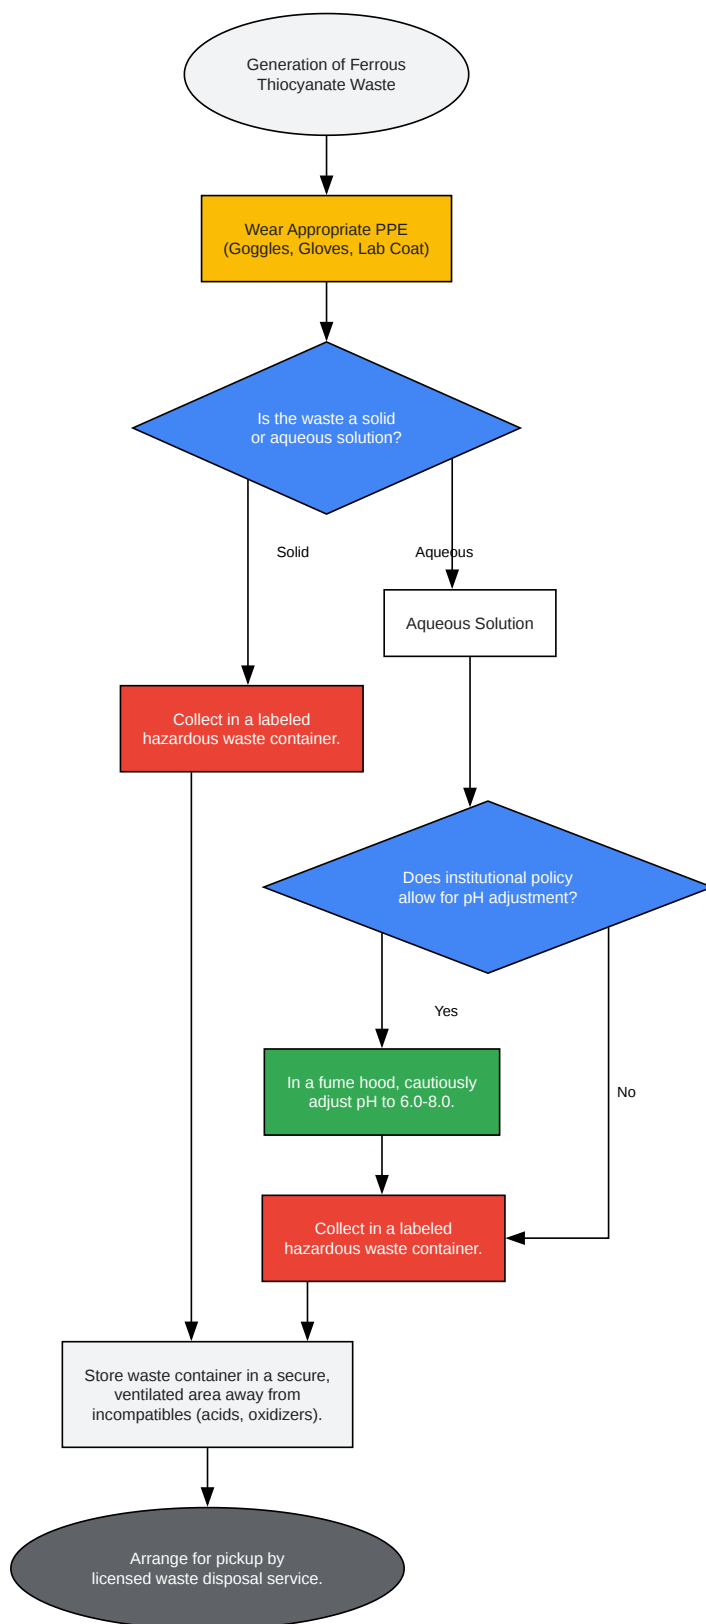 Generation of Ferrous
Thiocyanate Waste
Wear Appropriate PPE
(Goggles, Gloves, Lab Coat)
Is the waste a solid
or aqueous solution?
Solid
Aqueous
Aqueous Solution
Collect in a labeled
hazardous waste container.
Does institutional policy
allow for pH adjustment?
Yes
In a fume hood, cautiously
adjust pH to 6.0-8.0.
No
Collect in a labeled
hazardous waste container.
Store waste container in a secure,
ventilated area away from
incompatibles (acids, oxidizers).
Arrange for pickup by
licensed waste disposal service.